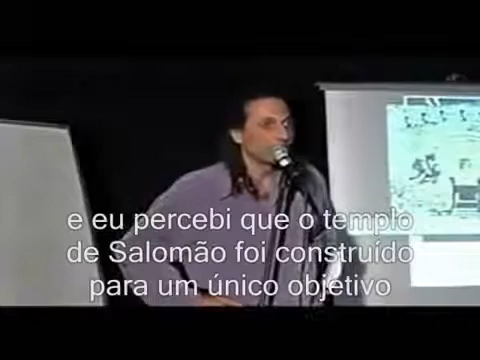 e eu percebi que o templo
de Salomão foi construído
para um único objetivo